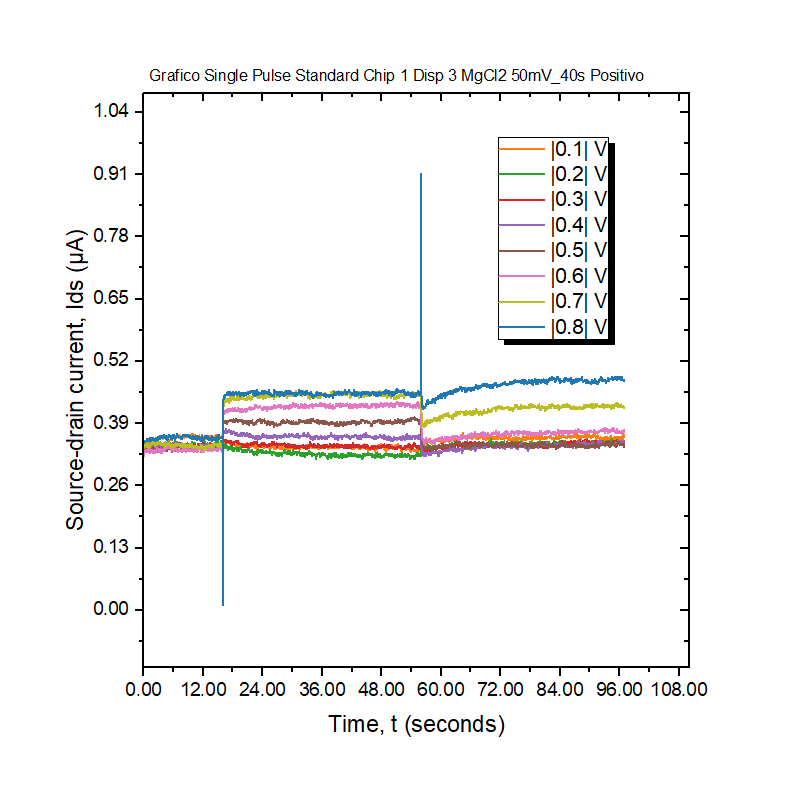 Grafico Single Pulse Standard Chip 1 Disp 3 MgCl2 50mV_40s Positivo
1.04
0.91
0.78
0.65
0.52
0.39
0.26
0.13
0.00
Source-drain current, Ids (µA)
|0.1| V
|0.2| V
|0.3| V
|0.4| V
|0.5| V
|0.6| V
|0.7| V
|0.8| V
0.00 12.00 24.00 36.00 48.00 60.00 72.00 84.00 96.00 108.00
Time, t (seconds)